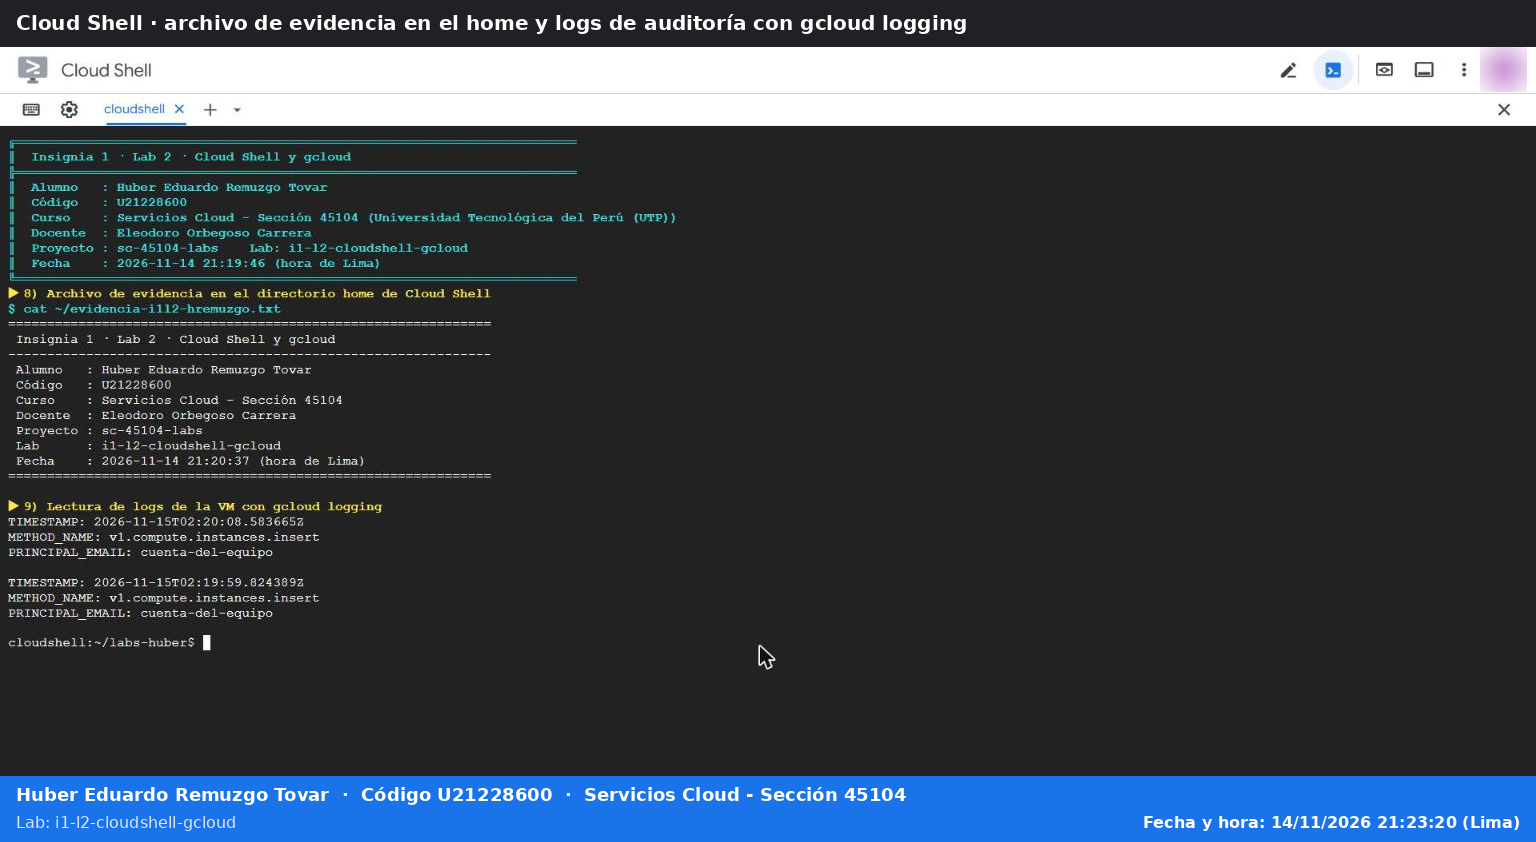 Cloud Shell · archivo de evidencia en el home y logs de auditoría con gcloud logging
Cloud Shell
cloudshell
Insignia 1 · Lab 2 · Cloud Shell y gcloud
Alumno : Huber Eduardo Remuzgo Tovar
Código : U21228600
Curso : Servicios Cloud - Sección 45104 (Universidad Tecnológica del Perú (UTP))
Docente : Eleodoro Orbegoso Carrera
Proyecto : sc-45104-labs Lab: i1-l2-cloudshell-gcloud
Fecha : 2026-11-14 21:19:46 (hora de Lima)
▶ 8) Archivo de evidencia en el directorio home de Cloud Shell
$ cat ~/evidencia-i1l2-hremuzgo.txt
==============================================================
Insignia 1 · Lab 2 · Cloud Shell y gcloud
--------------------------------------------------------------
Alumno : Huber Eduardo Remuzgo Tovar
Código : U21228600
Curso : Servicios Cloud - Sección 45104
Docente : Eleodoro Orbegoso Carrera
Proyecto : sc-45104-labs
Lab : i1-l2-cloudshell-gcloud
Fecha : 2026-11-14 21:20:37 (hora de Lima)
==============================================================
▶ 9) Lectura de logs de la VM con gcloud logging
TIMESTAMP: 2026-11-15T02:20:08.583665Z
METHOD_NAME: v1.compute.instances.insert
PRINCIPAL_EMAIL: cuenta-del-equipo
TIMESTAMP: 2026-11-15T02:19:59.824389Z
METHOD_NAME: v1.compute.instances.insert
PRINCIPAL_EMAIL: cuenta-del-equipo
cloudshell:~/labs-huber$
Huber Eduardo Remuzgo Tovar · Código U21228600 · Servicios Cloud - Sección 45104
Lab: i1-l2-cloudshell-gcloud
Fecha y hora: 14/11/2026 21:23:20 (Lima)